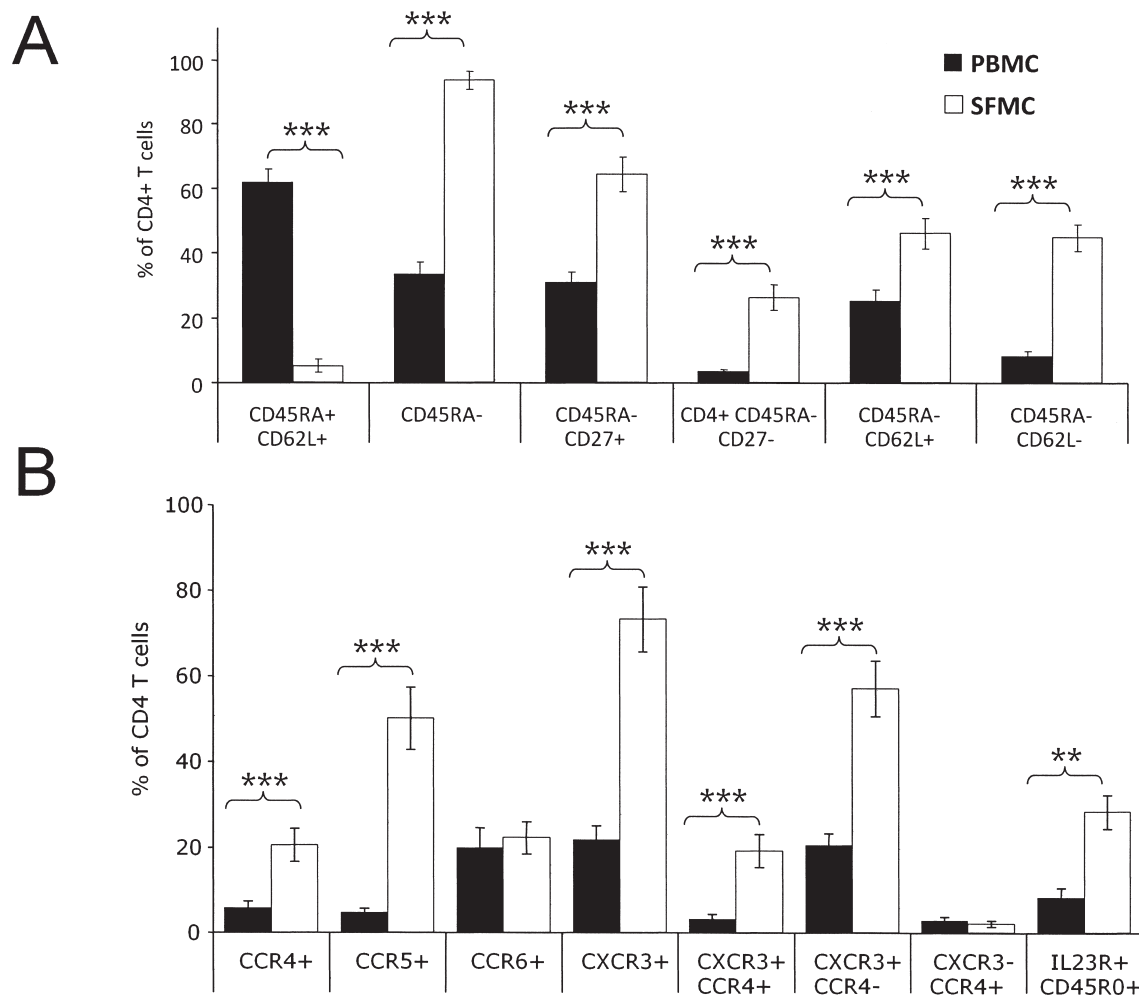 A
***
***
***
***
***
***
PBMC
SFMC
% of CD4+ T cells
100
80
60
40
20
0
CD45RA+
CD62L+
CD45RA-
CD45RA-
CD27+
CD4+ CD45RA-
CD27-
CD45RA-
CD62L+
CD45RA-
CD62L-
B
% of CD4 T cells
100
80
60
40
20
0
***
***
***
***
***
**
CCR4+
CCR5+
CCR6+
CXCR3+
CXCR3+
CCR4+
CXCR3+
CCR4-
CXCR3-
CCR4+
IL23R+
CD45R0+